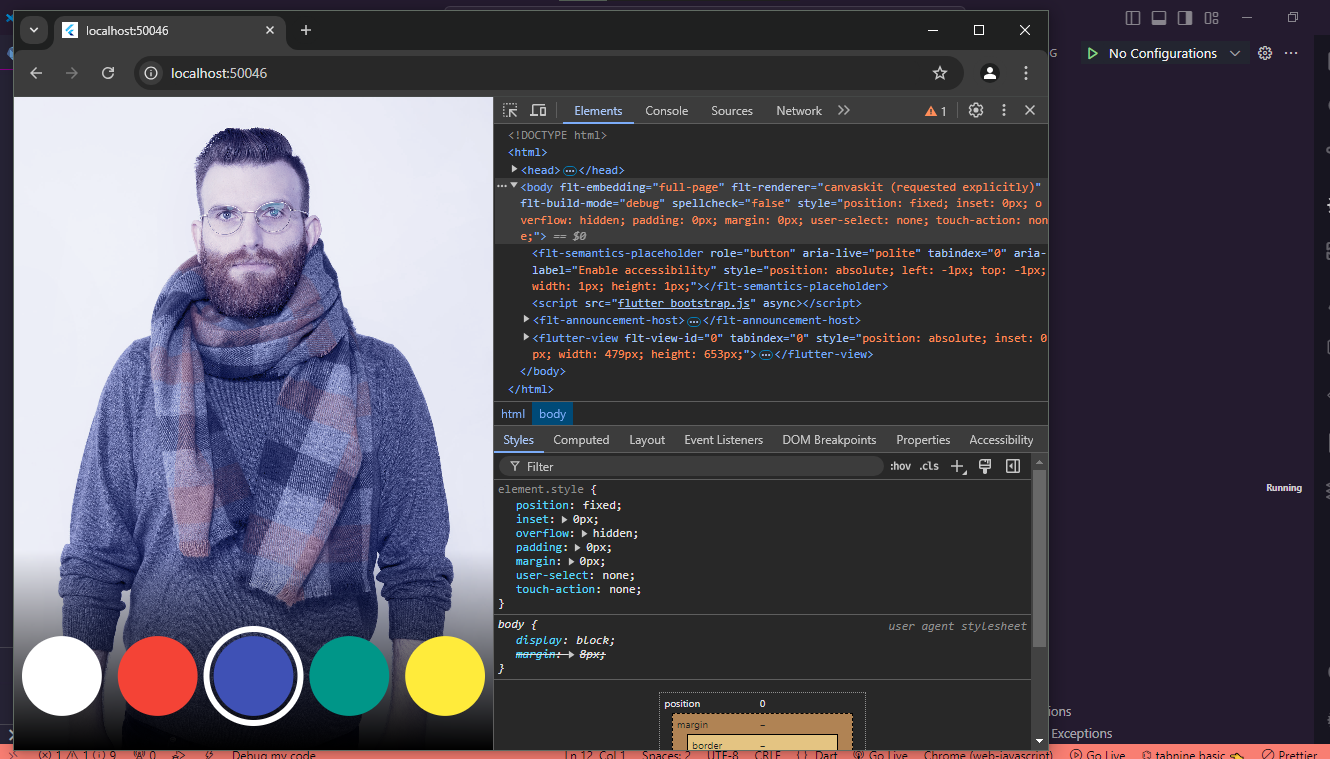 localhost:50046
localhost:50046
G
No Configurations
Elements
Console
Sources
Network
1
<!DOCTYPE html>
<html>
<head> </head>
<body flt-embedding="full-page" flt-renderer="canvaskit (requested explicitly)"
flt-build-mode="debug" spellcheck="false" style="position: fixed; inset: 0px; o
verflow: hidden; padding: 0px; margin: 0px; user-select: none; touch-action: non
e;"> == $0
<flt-semantics-placeholder role="button" aria-live="polite" tabindex="0" aria-
label="Enable accessibility" style="position: absolute; left: -1px; top: -1px;
width: 1px; height: 1px;"></flt-semantics-placeholder>
<script src="flutter_bootstrap.js" async></script>
<flt-announcement-host> </flt-announcement-host>
<flutter-view flt-view-id="0" tabindex="0" style="position: absolute; inset: 0
px; width: 479px; height: 653px;"> </flutter-view>
</body>
</html>
html
body
Styles
Computed
Layout
Event Listeners
DOM Breakpoints
Properties
Accessibility
Filter
:hov
.cls
element.style {
position: fixed;
inset: 0px;
overflow: hidden;
padding: 0px;
margin: 0px;
user-select: none;
touch-action: none;
}
body {
user agent stylesheet
display: block;
margin: 8px;
}
position
0
margin
–
border
–
Running
ions
Exceptions
1 1 9
0
Debug my code
Ln 12, Col 1
Spaces: 2
UTF-8
CRLF
{ } Dart
Go Live
Chrome (web-javascript)
Go Live
tabnine basic
Prettier